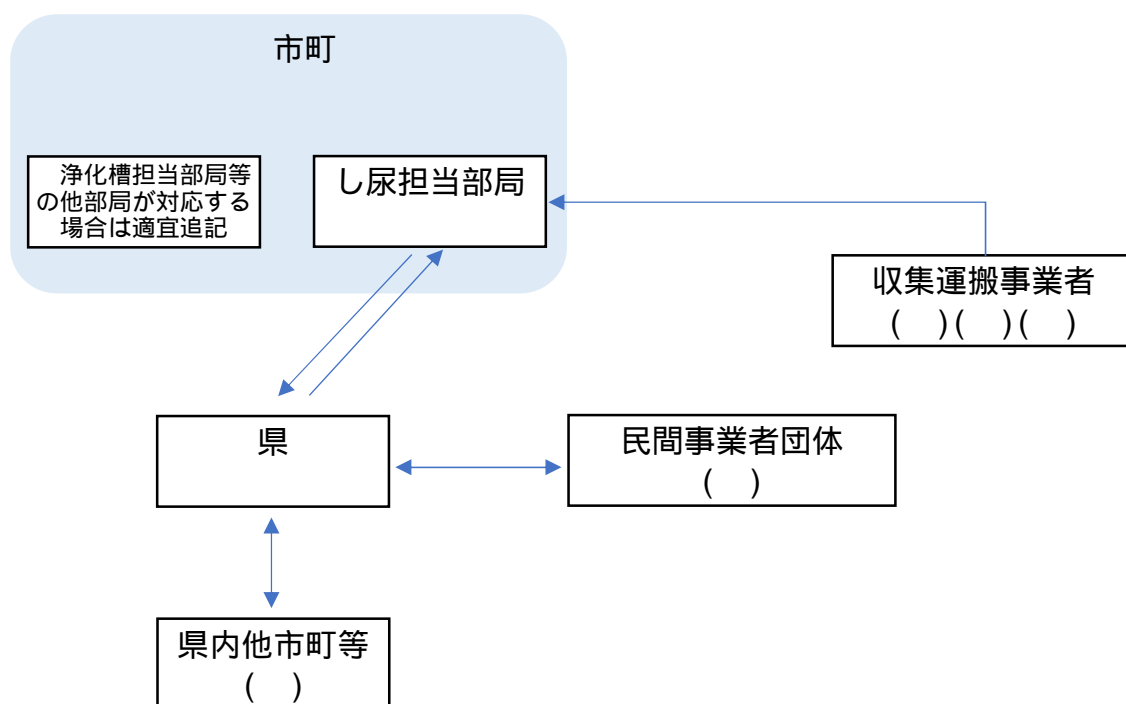 市町
浄化槽担当部局等
の他部局が対応する
場合は適宜追記
し尿担当部局
収集運搬事業者
(　)(　)(　)
県
民間事業者団体
(　)
県内他市町等
(　)